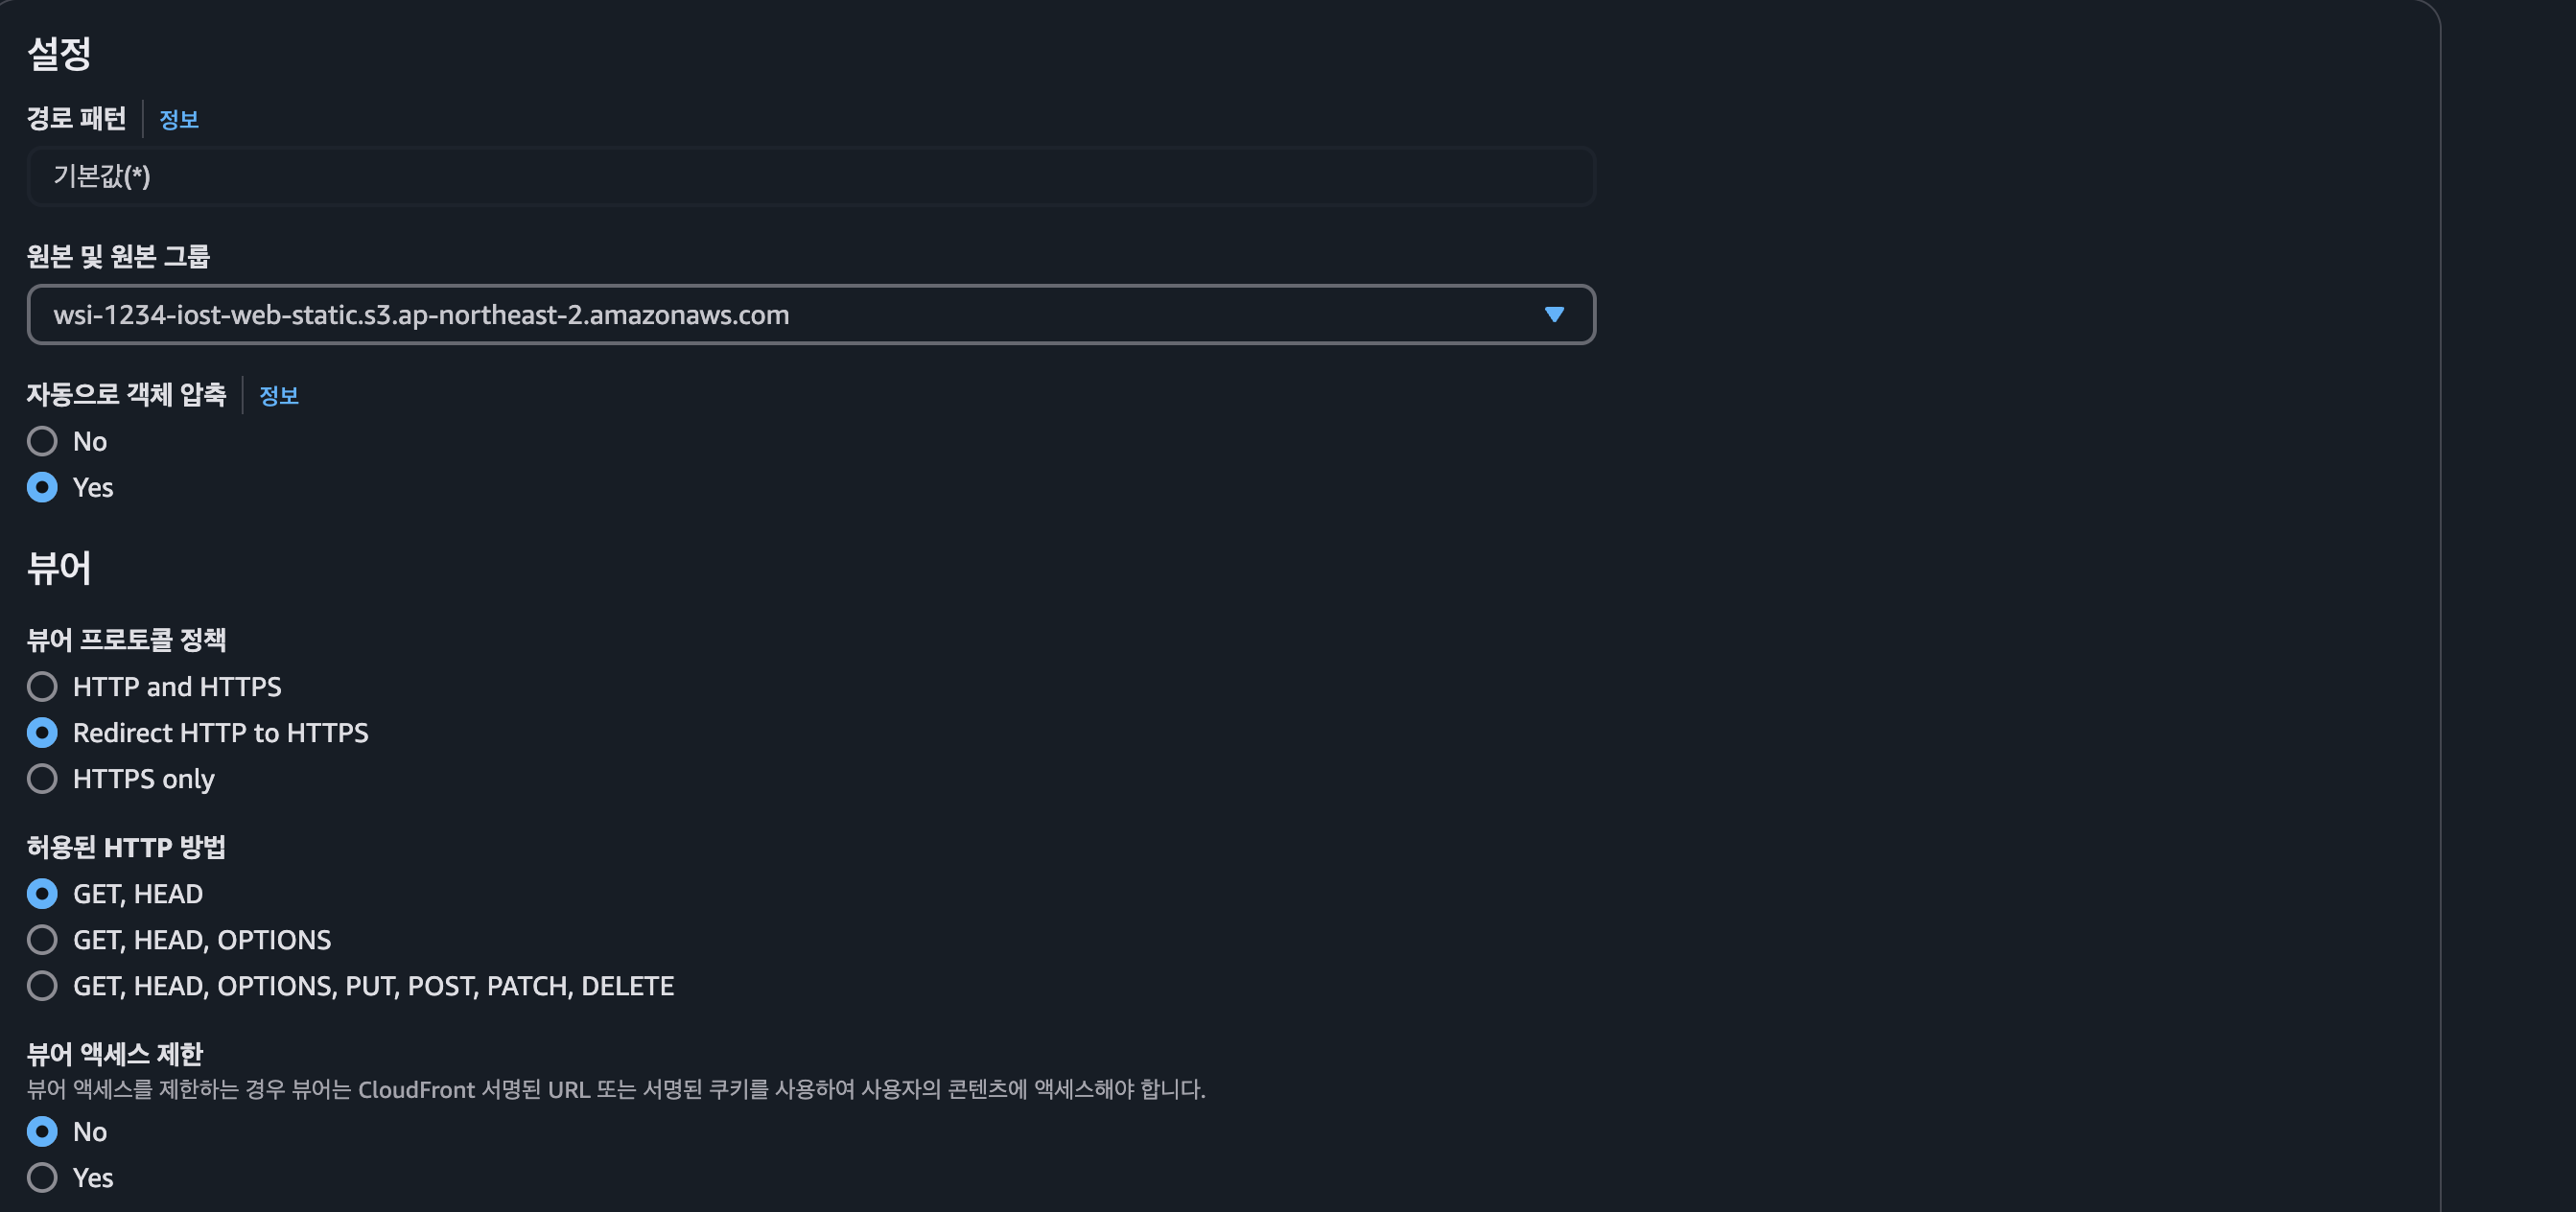 설정
경로 패턴 정보
기본값(*)
원본 및 원본 그룹
wsi-1234-iost-web-static.s3.ap-northeast-2.amazonaws.com
자동으로 객체 압축 정보
No
Yes
뷰어
뷰어 프로토콜 정책
HTTP and HTTPS
Redirect HTTP to HTTPS
HTTPS only
허용된 HTTP 방법
GET, HEAD
GET, HEAD, OPTIONS
GET, HEAD, OPTIONS, PUT, POST, PATCH, DELETE
뷰어 액세스 제한
뷰어 액세스를 제한하는 경우 뷰어는 CloudFront 서명된 URL 또는 서명된 쿠키를 사용하여 사용자의 콘텐츠에 액세스해야 합니다.
No
Yes